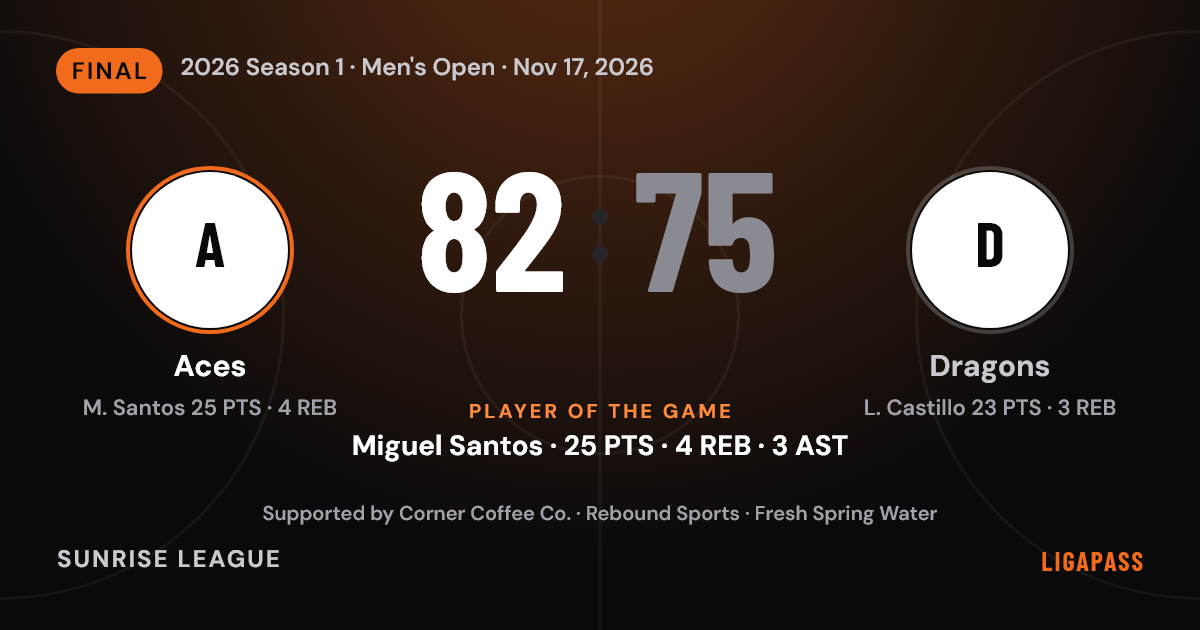 FINAL
2026 Season 1 · Men's Open · Nov 17, 2026
A
82 : 75
D
Aces
Dragons
M. Santos 25 PTS · 4 REB
L. Castillo 23 PTS · 3 REB
PLAYER OF THE GAME
Miguel Santos · 25 PTS · 4 REB · 3 AST
Supported by Corner Coffee Co. · Rebound Sports · Fresh Spring Water
SUNRISE LEAGUE
LIGAPASS